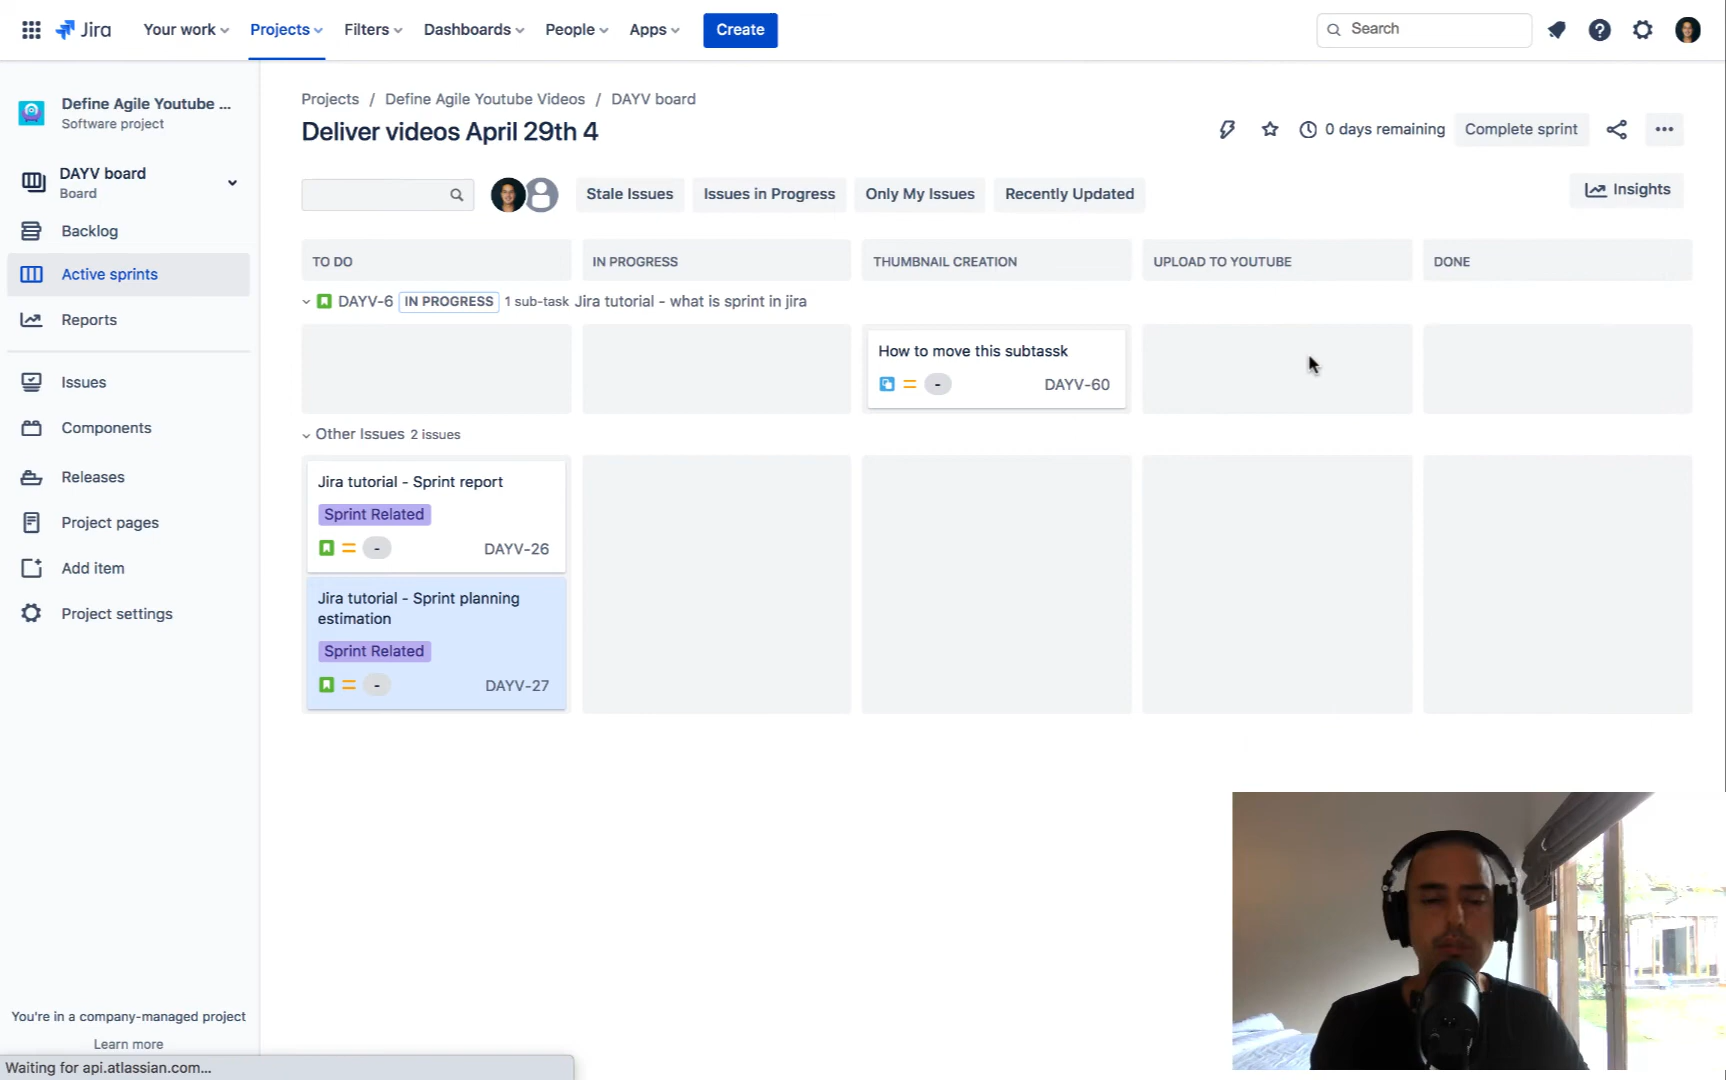 Jira
Your work
Projects
Filters
Dashboards
People
Apps
Create
Search
Define Agile Youtube ...
Software project
DAYV board
Board
Backlog
Active sprints
Reports
Issues
Components
Releases
Project pages
Add item
Project settings
You're in a company-managed project
Learn more
Waiting for api.atlassian.com...
Projects / Define Agile Youtube Videos / DAYV board
Deliver videos April 29th 4
0 days remaining
Complete sprint
Stale Issues
Issues in Progress
Only My Issues
Recently Updated
Insights
TO DO
IN PROGRESS
THUMBNAIL CREATION
UPLOAD TO YOUTUBE
DONE
DAYV-6 IN PROGRESS 1 sub-task Jira tutorial - what is sprint in jira
How to move this subtassk
- DAYV-60
Other Issues 2 issues
Jira tutorial - Sprint report
Sprint Related
- DAYV-26
Jira tutorial - Sprint planning
estimation
Sprint Related
- DAYV-27